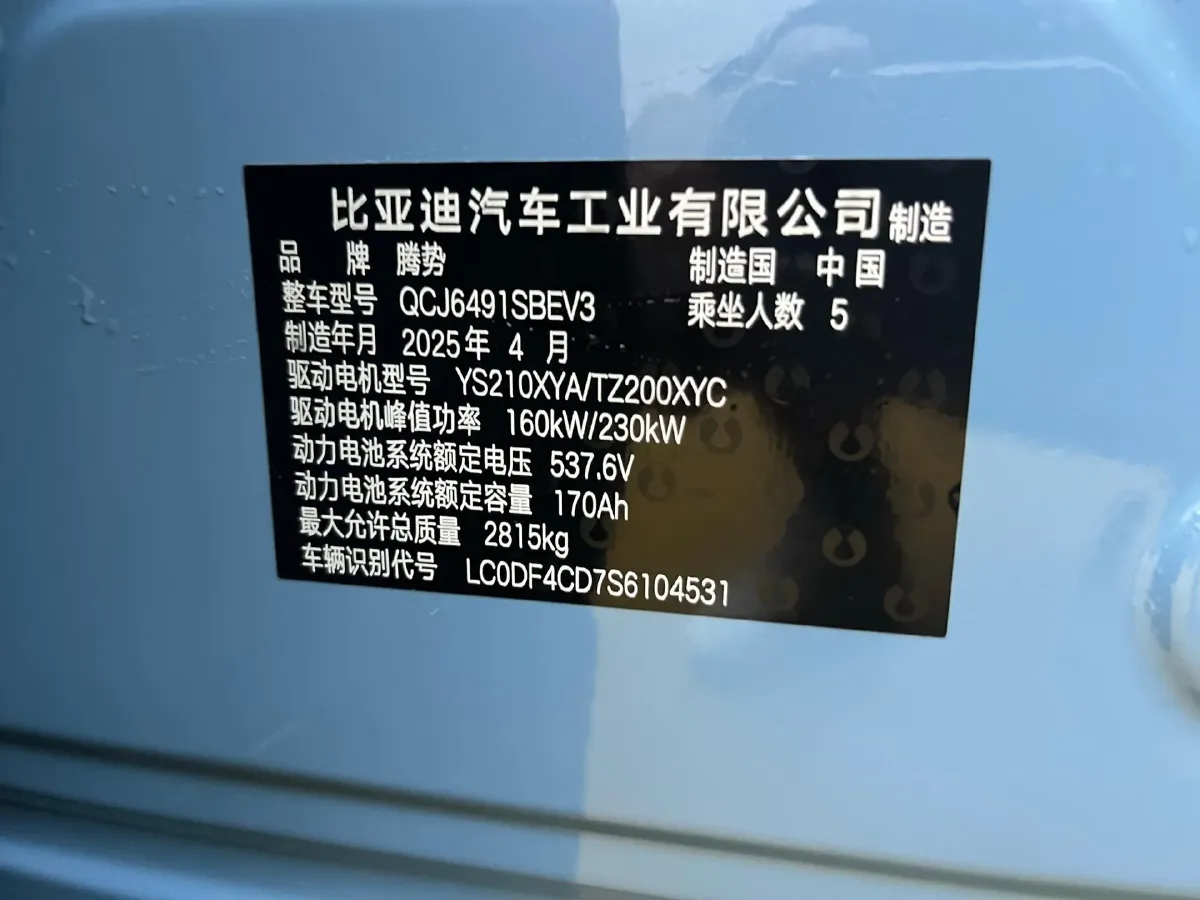 比亚迪汽车工业有限公司 制造
品 牌 腾势 制造国 中国
整车型号 QCJ6491SBEV3 乘坐人数 5
制造年月 2025年 4 月
驱动电机型号 YS210XYA/TZ200XYC
驱动电机峰值功率 160kW/230kW
动力电池系统额定电压 537.6V
动力电池系统额定容量 170Ah
最大允许总质量 2815kg
车辆识别代号 LC0DF4CD7S6104531